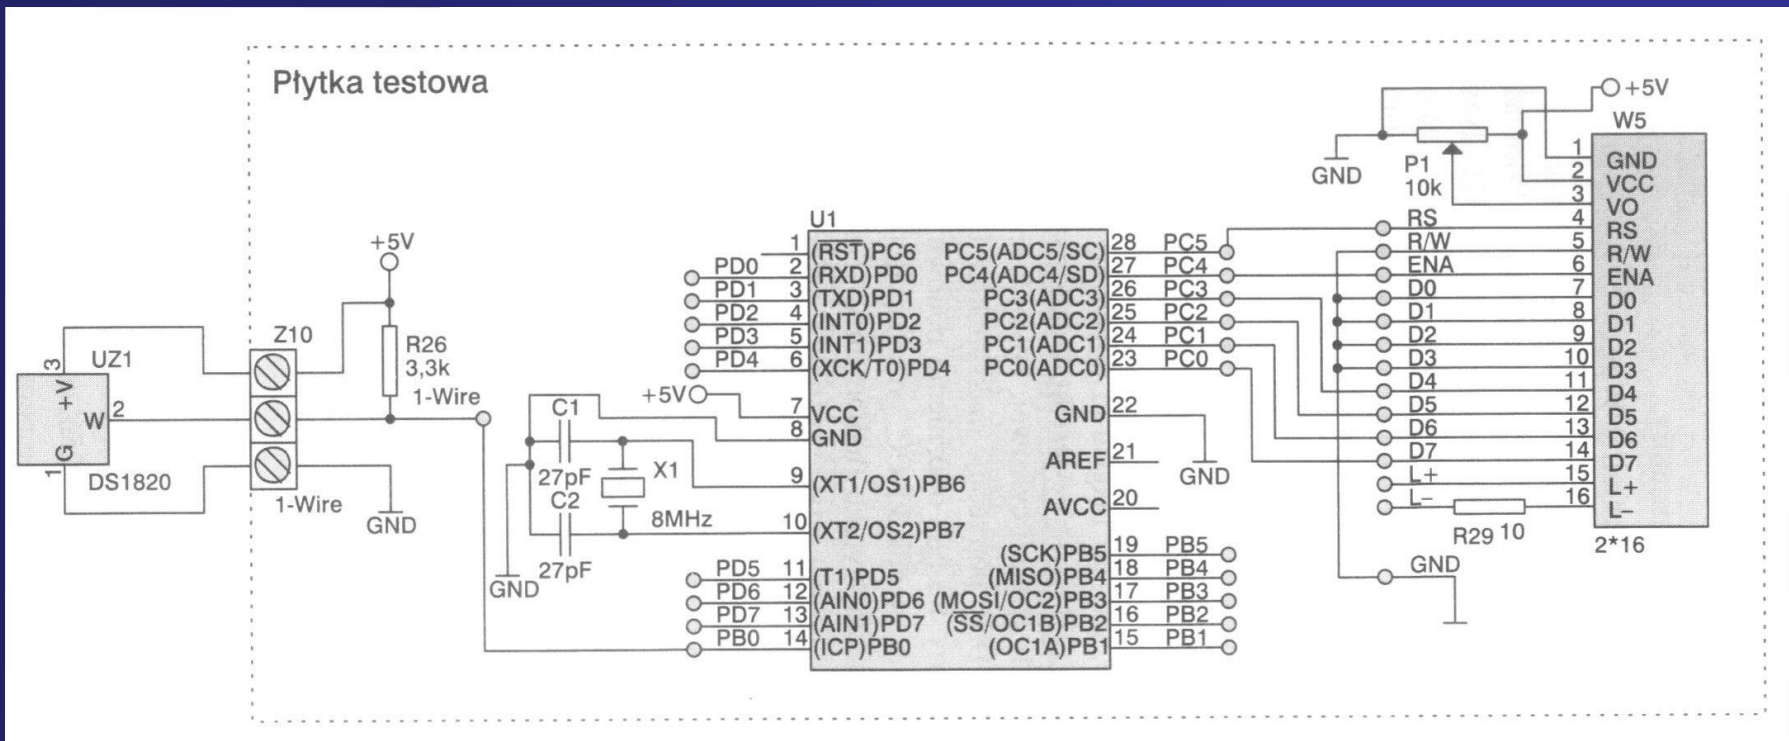 Płytka testowa
+5V
W5
GND
P1
10k
1 GND
2 VCC
3 VO
RS 4 RS
R/W 5 R/W
ENA 6 ENA
D0 7 D0
D1 8 D1
D2 9 D2
D3 10 D3
D4 11 D4
D5 12 D5
D6 13 D6
D7 14 D7
L+ 15 L+
L− 16 L−
R29 10
2*16
GND
U1
1 (RST)PC6
PD0 2 (RXD)PD0
PD1 3 (TXD)PD1
PD2 4 (INT0)PD2
PD3 5 (INT1)PD3
PD4 6 (XCK/T0)PD4
+5V 7 VCC
8 GND
9 (XT1/OS1)PB6
10 (XT2/OS2)PB7
PD5 11 (T1)PD5
PD6 12 (AIN0)PD6
PD7 13 (AIN1)PD7
PB0 14 (ICP)PB0
PC5(ADC5/SC) 28 PC5
PC4(ADC4/SD) 27 PC4
PC3(ADC3) 26 PC3
PC2(ADC2) 25 PC2
PC1(ADC1) 24 PC1
PC0(ADC0) 23 PC0
GND 22
GND
AREF 21
AVCC 20
(SCK)PB5 19 PB5
(MISO)PB4 18 PB4
(MOSI/OC2)PB3 17 PB3
(SS/OC1B)PB2 16 PB2
(OC1A)PB1 15 PB1
C1
27pF
C2
27pF
X1
8MHz
GND
+5V
Z10
R26
3,3k
1-Wire
1-Wire
GND
UZ1
3 +V
W 2
1 G
DS1820